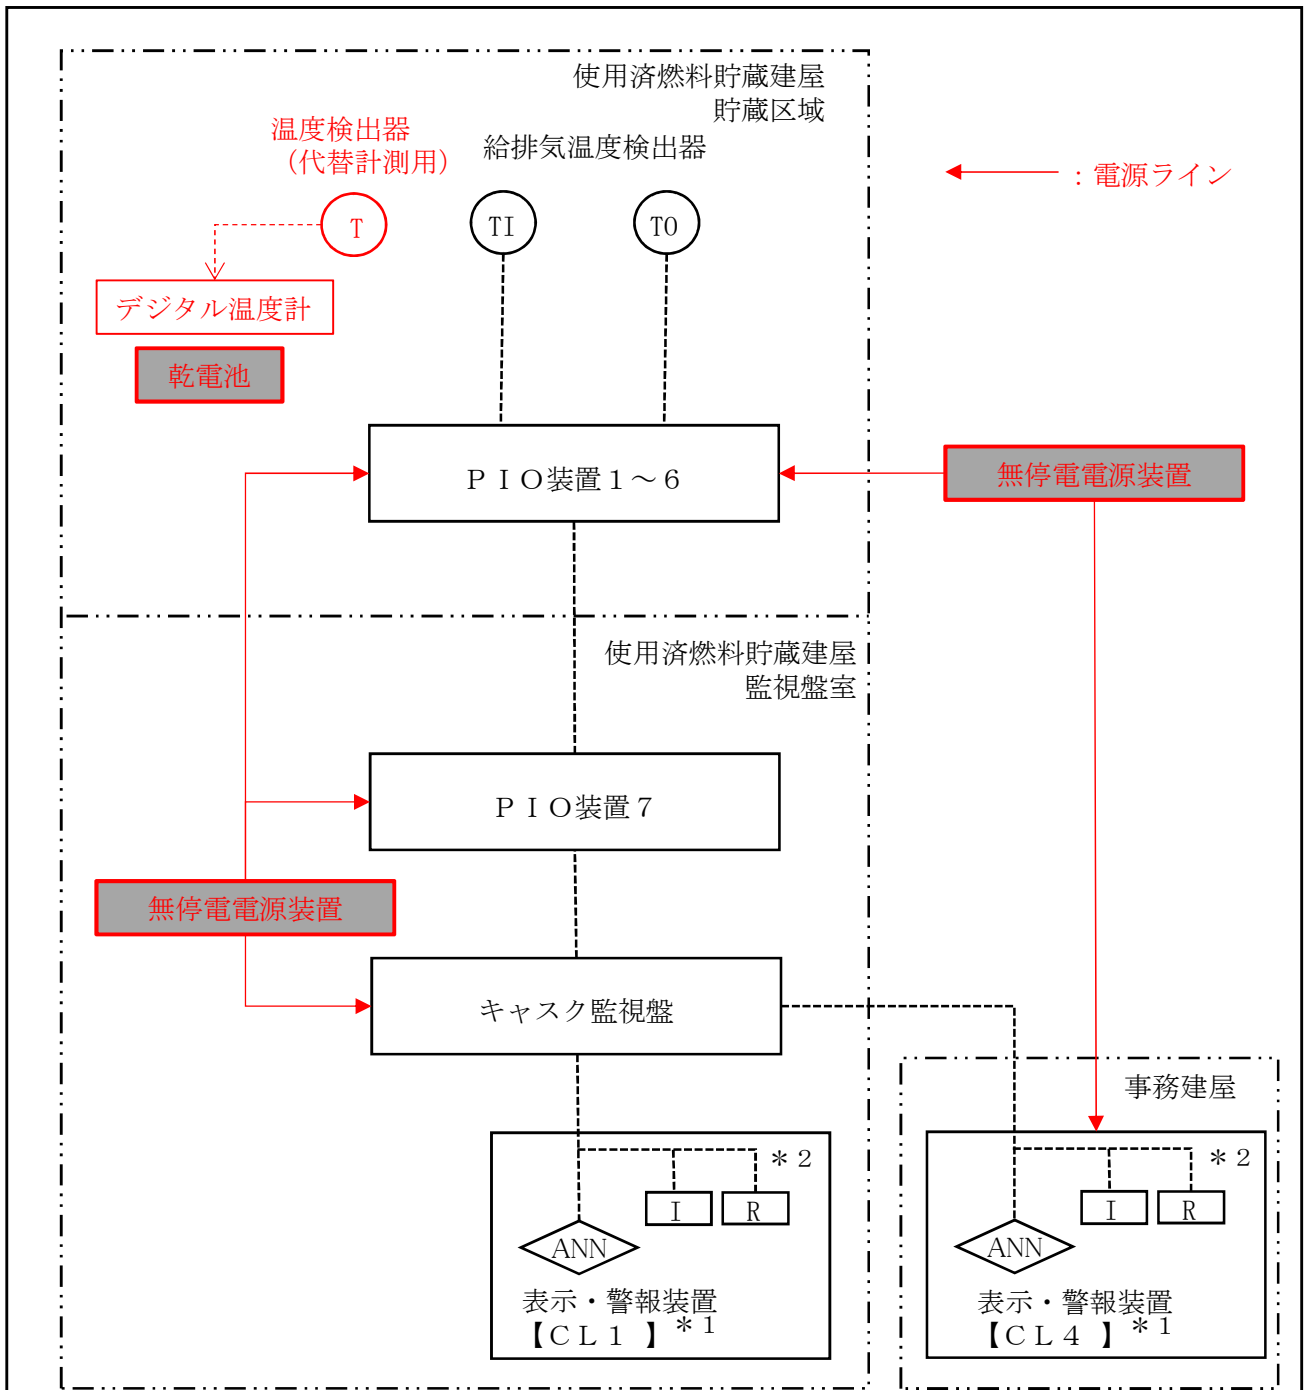 使用済燃料貯蔵建屋
貯蔵区域
温度検出器
（代替計測用）
給排気温度検出器
：電源ライン
T
TI
TO
デジタル温度計
乾電池
ＰＩＯ装置１～６
無停電電源装置
使用済燃料貯蔵建屋
監視盤室
ＰＩＯ装置７
無停電電源装置
キャスク監視盤
事務建屋
＊２
I
R
ANN
表示・警報装置
【ＣＬ１ 】＊１
＊２
I
R
ANN
表示・警報装置
【ＣＬ４ 】＊１